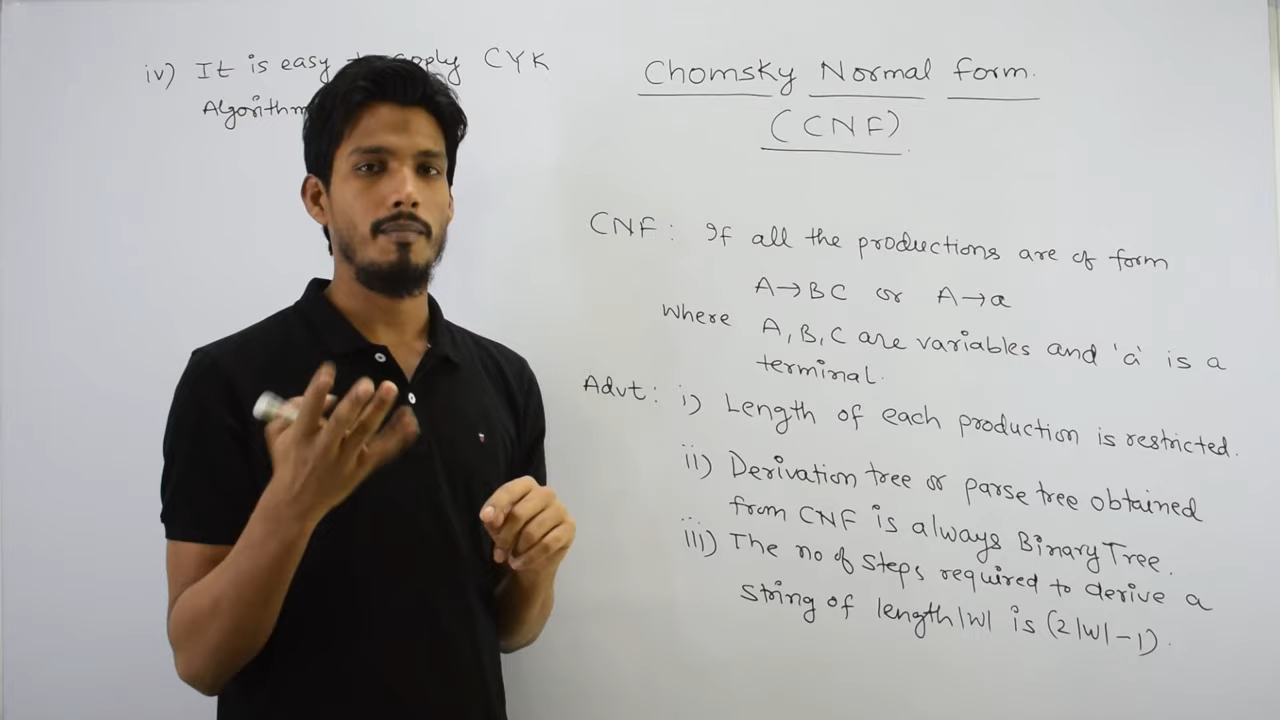 iv) It is easy to apply CYK
Algorithm
Chomsky Normal form.
(CNF)
CNF: If all the productions are of form
A→BC or A→a
Where A,B,C are variables and 'a' is a
terminal.
Advt: i) Length of each production is restricted.
ii) Derivation tree or parse tree obtained
from CNF is always Binary Tree.
iii) The no of steps required to derive a
string of length |w| is (2|w|-1).